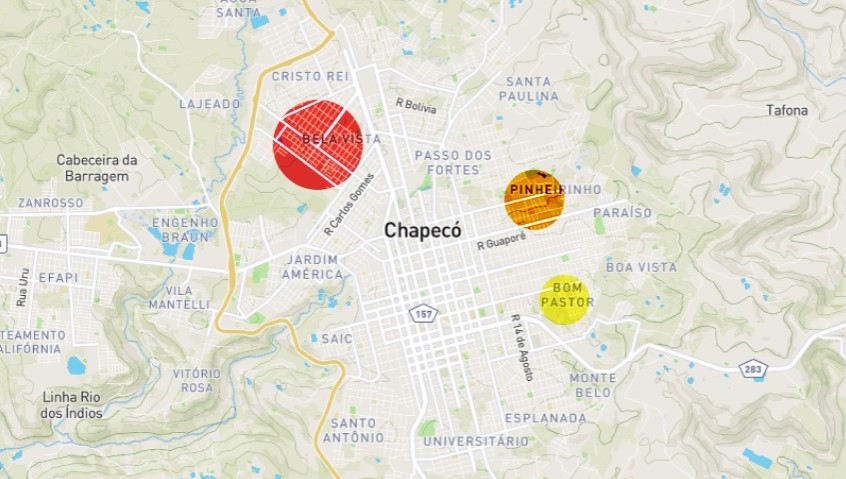 ÁGUA
SANTA
CRISTO REI
SANTA
PAULINA
LAJEADO
R Bolívia
Tafona
BELA VISTA
Cabeceira da
Barragem
PASSO DOS
FORTES
R Carlos Gomes
PINHEIRINHO
ZANROSSO
PARAÍSO
ENGENHO
BRAUN
Chapecó
R Guaporé
EFAPI
JARDIM
AMÉRICA
BOA VISTA
Rua Uru
VILA
MANTELLI
BOM
PASTOR
157
TEAMENTO
ALIFÓRNIA
SAIC
R 14 de Agosto
283
VITÓRIO
ROSA
MONTE
BELO
Linha Rio
dos Índios
SANTO
ANTÔNIO
ESPLANADA
UNIVERSITÁRIO